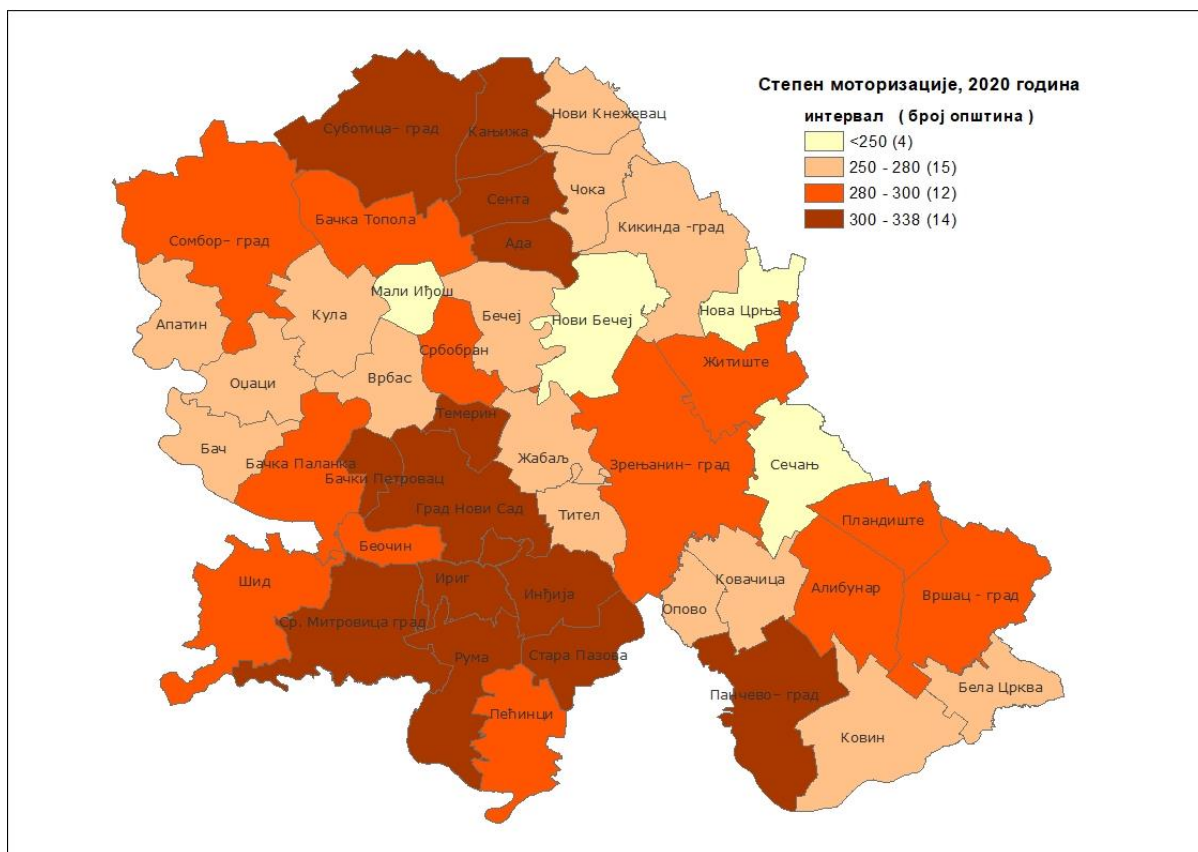 Степен моторизације, 2020 година
интервал ( број општина )
<250 (4)
250 - 280 (15)
280 - 300 (12)
300 - 338 (14)
Суботица- град
Кањижа
Нови Кнежевац
Сента
Чока
Бачка Топола
Кикинда -град
Сомбор- град
Ада
Мали Иђош
Нова Црња
Кула
Бечеј
Нови Бечеј
Апатин
Србобран
Житиште
Оџаци
Врбас
Темерин
Бач
Бачка Паланка
Жабаљ
Зрењанин- град
Сечањ
Бачки Петровац
Град Нови Сад
Тител
Пландиште
Беочин
Шид
Ириг
Ковачица
Алибунар
Вршац - град
Инђија
Опово
Ср. Митровица град
Рума
Стара Пазова
Бела Црква
Панчево- град
Пећинци
Ковин